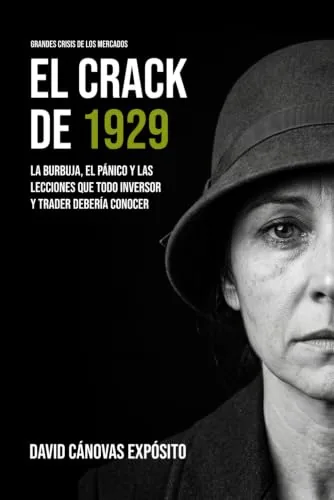 GRANDES CRISIS DE LOS MERCADOS
EL CRACK
DE 1929
LA BURBUJA, EL PÁNICO Y LAS
LECCIONES QUE TODO INVERSOR
Y TRADER DEBERÍA CONOCER
DAVID CÁNOVAS EXPÓSITO